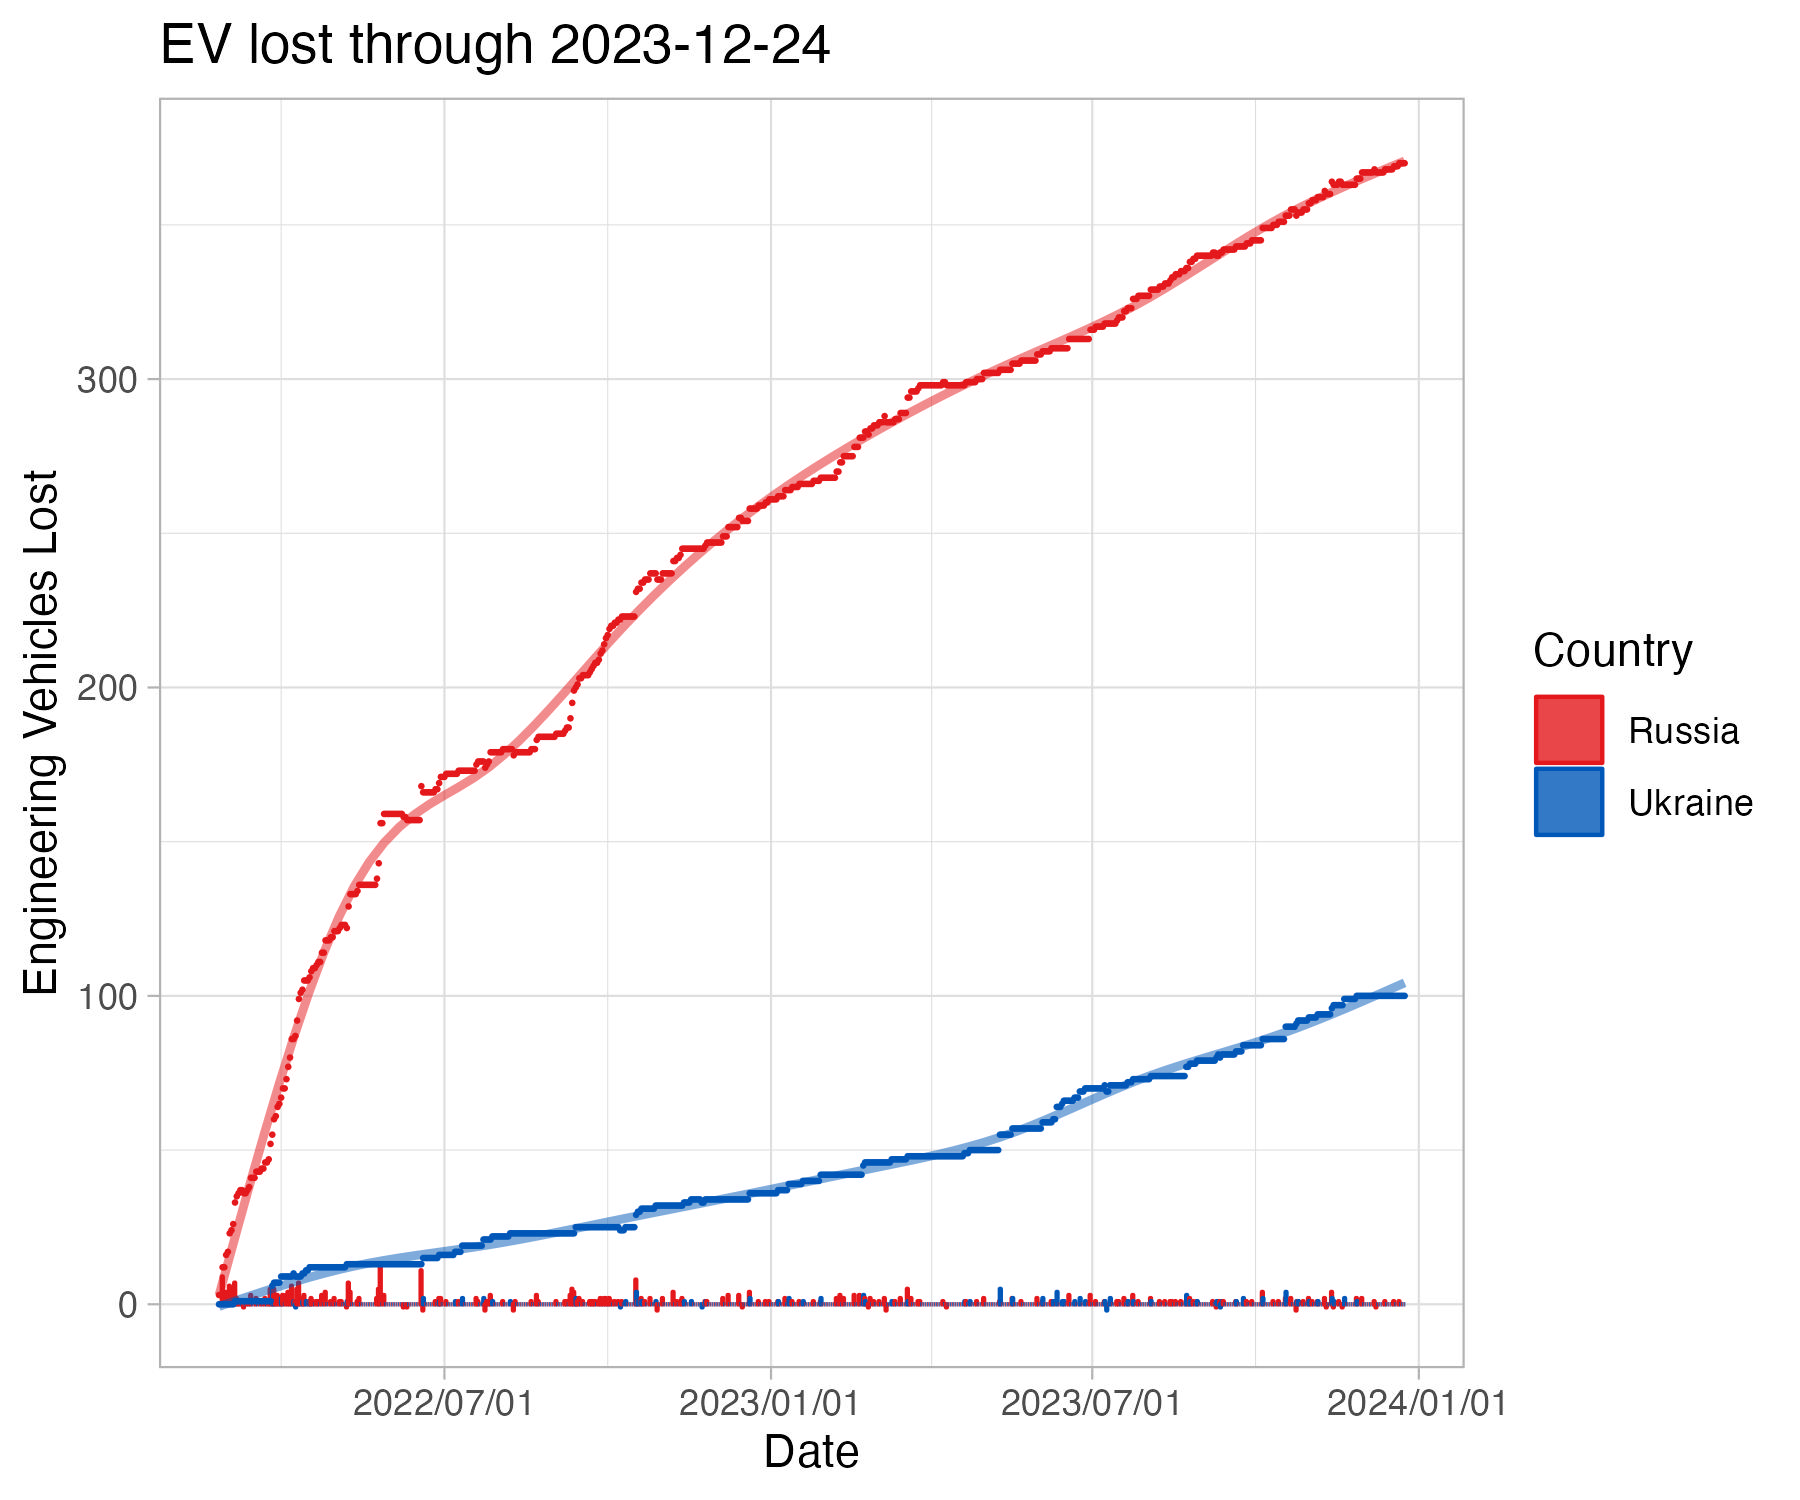 EV lost through 2023-12-24
Engineering Vehicles Lost
300
200
100
0
2022/07/01
2023/01/01
2023/07/01
2024/01/01
Date
Country
Russia
Ukraine